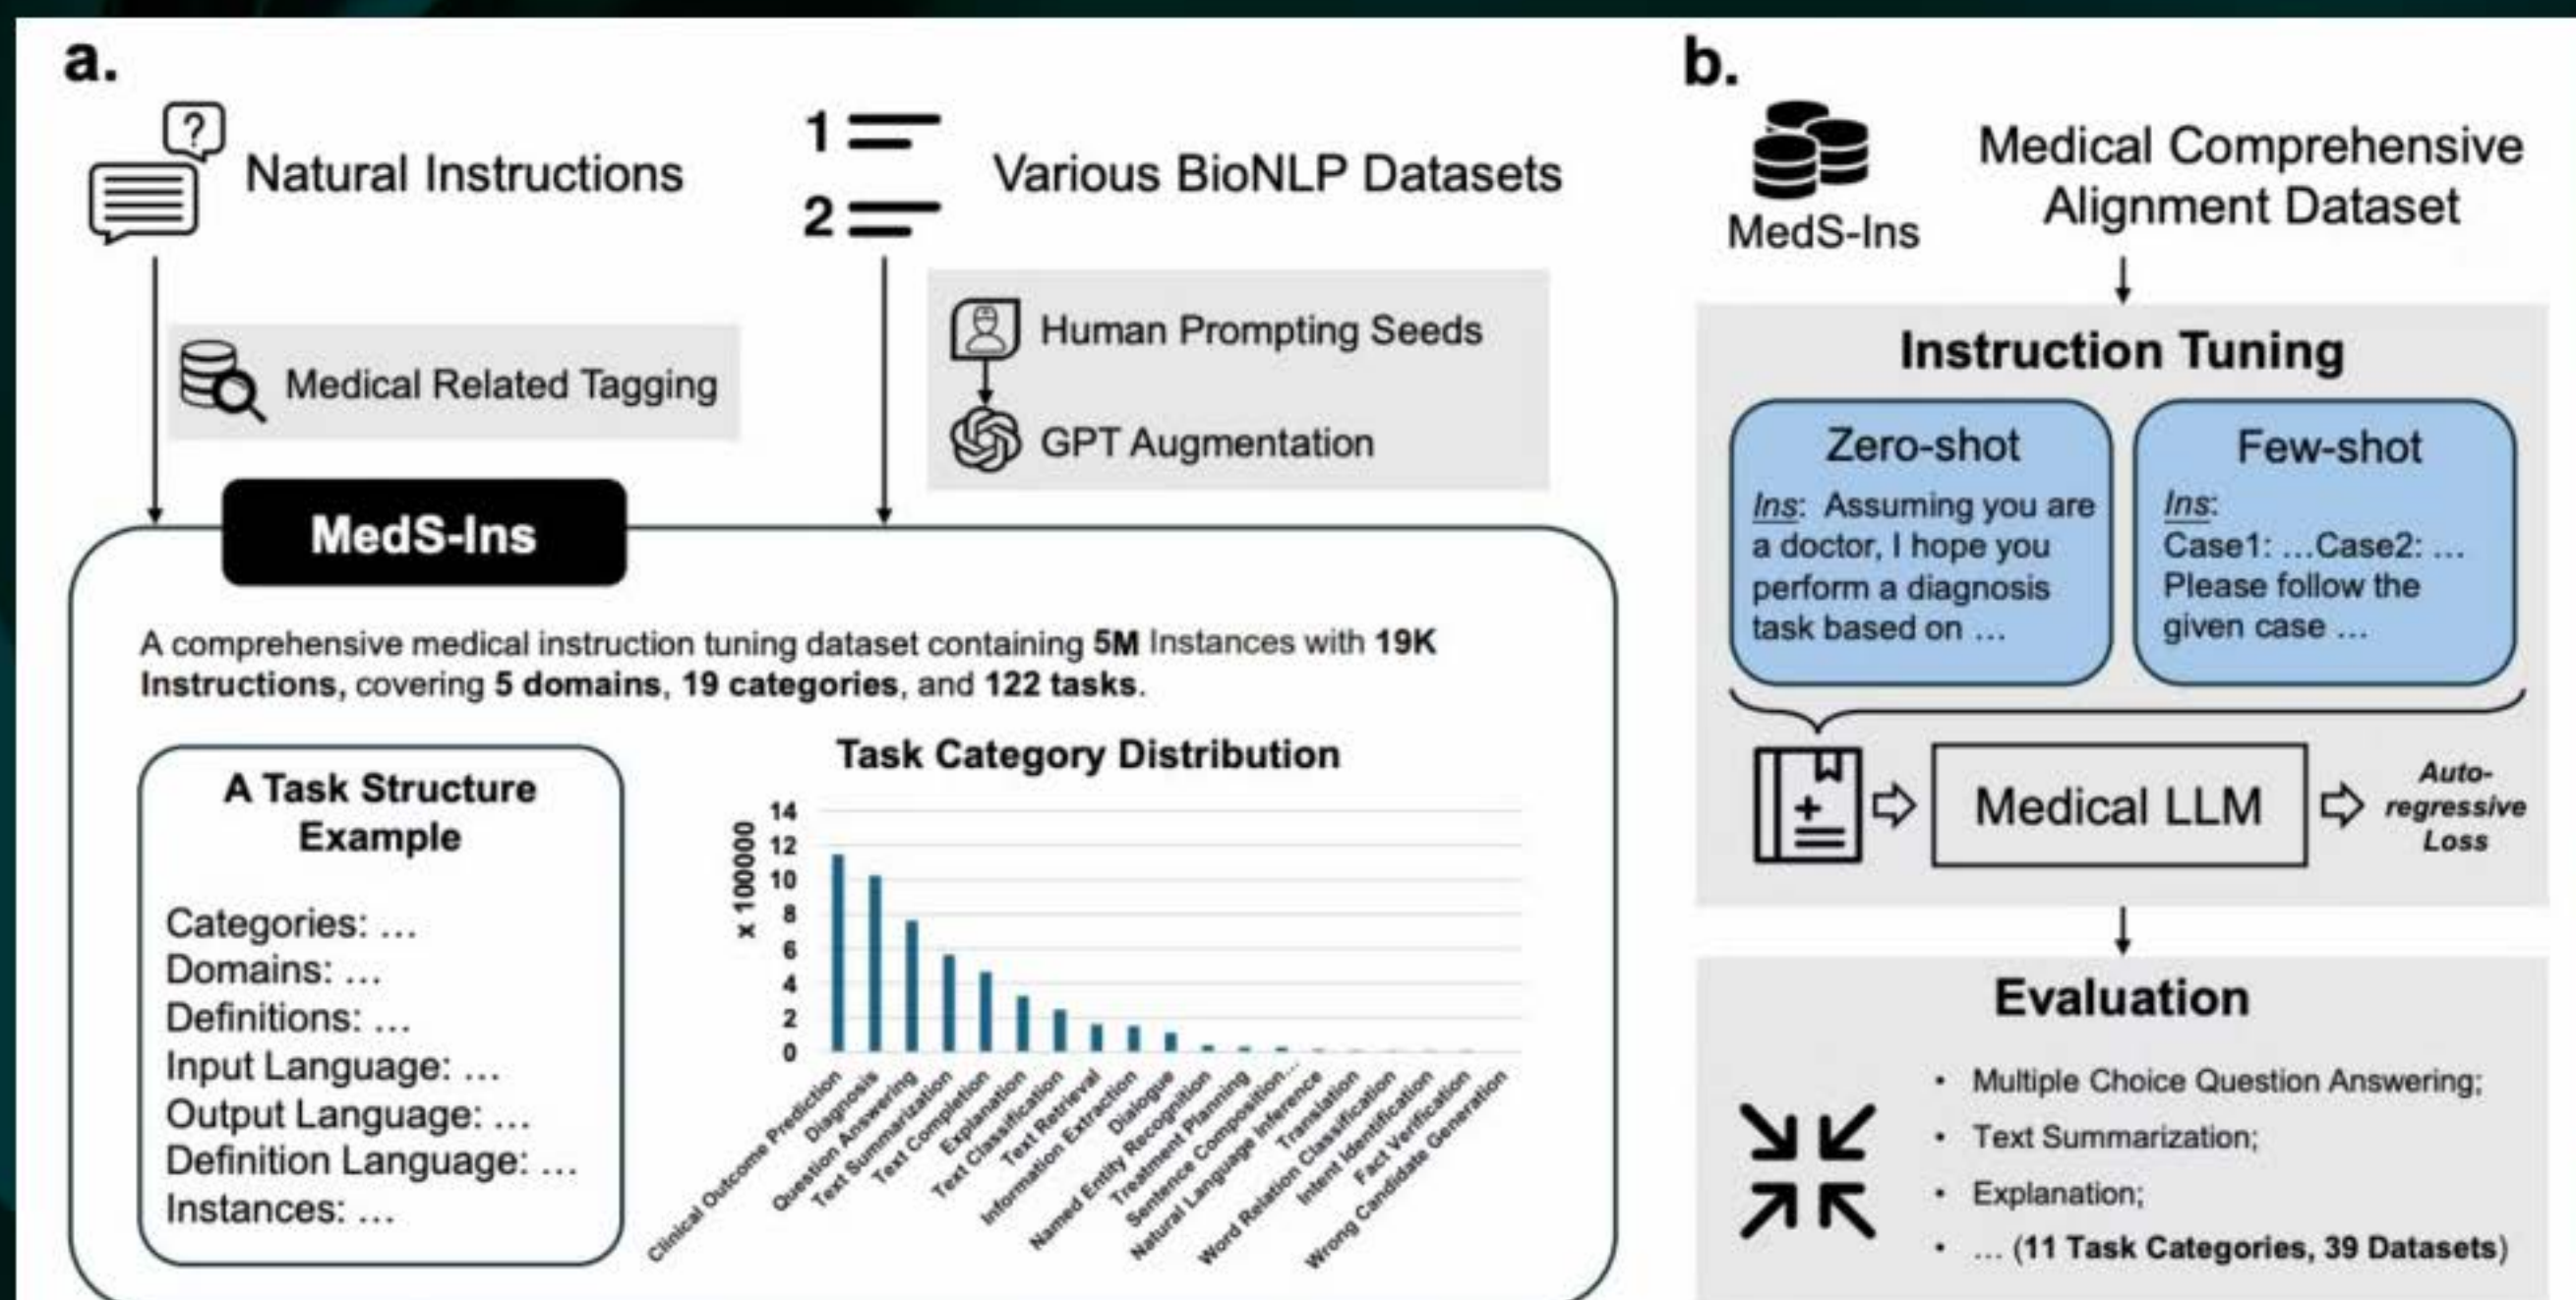 a.
?
Natural Instructions
1
2
Various BioNLP Datasets
Medical Related Tagging
Human Prompting Seeds
GPT Augmentation
MedS-Ins
A comprehensive medical instruction tuning dataset containing 5M Instances with 19K
Instructions, covering 5 domains, 19 categories, and 122 tasks.
A Task Structure
Example
Categories: ...
Domains: ...
Definitions: ...
Input Language: ...
Output Language: ...
Definition Language: ...
Instances: ...
Task Category Distribution
x 100000
14
12
10
8
6
4
2
0
Clinical Outcome Prediction
Diagnosis
Question Answering
Text Summarization
Text Completion
Explanation
Text Classification
Text Retrieval
Information Extraction
Dialogue
Named Entity Recognition
Treatment Planning
Sentence Composition...
Natural Language Inference
Translation
Word Relation Classification
Intent Identification
Fact Verification
Wrong Candidate Generation
b.
MedS-Ins
Medical Comprehensive
Alignment Dataset
Instruction Tuning
Zero-shot
Ins: Assuming you are
a doctor, I hope you
perform a diagnosis
task based on ...
Few-shot
Ins:
Case1: ...Case2: ...
Please follow the
given case ...
Medical LLM
Auto-
regressive
Loss
Evaluation
• Multiple Choice Question Answering;
• Text Summarization;
• Explanation;
• ... (11 Task Categories, 39 Datasets)